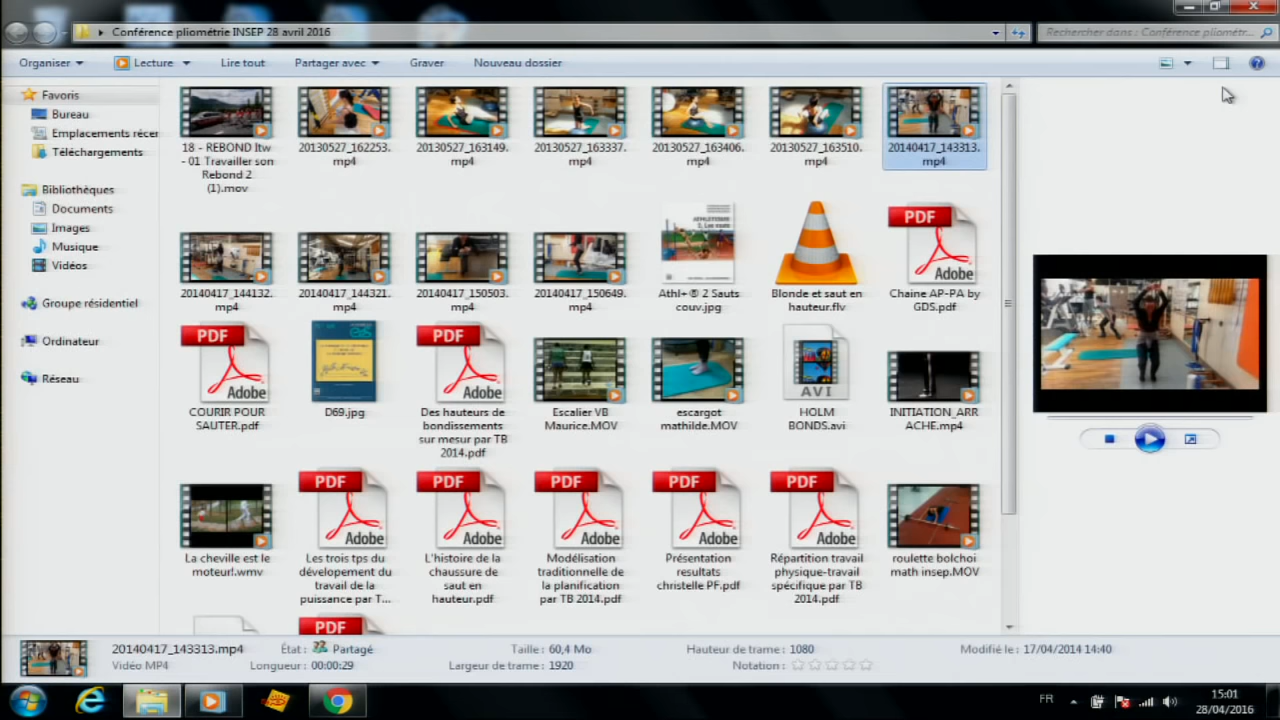 Conférence pliométrie INSEP 28 avril 2016
Rechercher dans : Conférence pliométr...
Organiser
Lecture
Lire tout
Partager avec
Graver
Nouveau dossier
Favoris
Bureau
Emplacements récer
Téléchargements
Bibliothèques
Documents
Images
Musique
Vidéos
Groupe résidentiel
Ordinateur
Réseau
18 - REBOND Itw
- 01 Travailler son
Rebond 2
(1).mov
20130527_162253.
mp4
20130527_163149.
mp4
20130527_163337.
mp4
20130527_163406.
mp4
20130527_163510.
mp4
20140417_143313.
mp4
20140417_144132.
mp4
20140417_144321.
mp4
20140417_150503.
mp4
20140417_150649.
mp4
Athl+® 2 Sauts
couv.jpg
Blonde et saut en
hauteur.flv
PDF
Adobe
Chaine AP-PA by
GDS.pdf
PDF
Adobe
COURIR POUR
SAUTER.pdf
D69.jpg
PDF
Adobe
Des hauteurs de
bondissements
sur mesur par TB
2014.pdf
Escalier VB
Maurice.MOV
escargot
mathilde.MOV
AVI
HOLM
BONDS.avi
INITIATION_ARR
ACHE.mp4
La cheville est le
moteur!.wmv
PDF
Adobe
Les trois tps du
dévelopement du
travail de la
puissance par T...
PDF
Adobe
L'histoire de la
chaussure de
saut en
hauteur.pdf
PDF
Adobe
Modélisation
traditionnelle de
la planification
par TB 2014.pdf
PDF
Adobe
Présentation
resultats
christelle PF.pdf
PDF
Adobe
Répartition travail
physique-travail
spécifique par TB
2014.pdf
roulette bolchoi
math insep.MOV
PDF
20140417_143313.mp4
État : Partagé
Taille : 60,4 Mo
Hauteur de trame : 1080
Modifié le : 17/04/2014 14:40
Vidéo MP4
Longueur : 00:00:29
Largeur de trame : 1920
Notation :
FR
15:01
28/04/2016